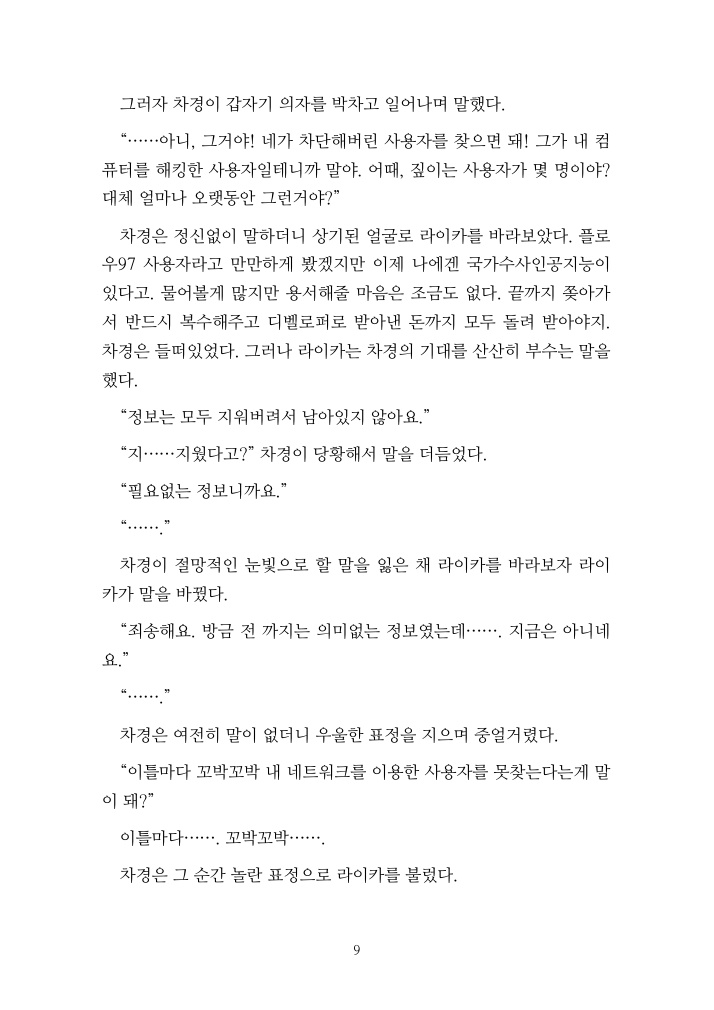 그러자 차경이 갑자기 의자를 박차고 일어나며 말했다.
“……아니, 그거야! 네가 차단해버린 사용자를 찾으면 돼! 그가 내 컴
퓨터를 해킹한 사용자일테니까 말야. 어때, 짚이는 사용자가 몇 명이야?
대체 얼마나 오랫동안 그런거야?”
차경은 정신없이 말하더니 상기된 얼굴로 라이카를 바라보았다. 플로
우97 사용자라고 만만하게 봤겠지만 이제 나에겐 국가수사인공지능이
있다고. 물어볼게 많지만 용서해줄 마음은 조금도 없다. 끝까지 쫓아가
서 반드시 복수해주고 디벨로퍼로 받아낸 돈까지 모두 돌려 받아야지.
차경은 들떠있었다. 그러나 라이카는 차경의 기대를 산산히 부수는 말을
했다.
“정보는 모두 지워버려서 남아있지 않아요.”
“지……지웠다고?” 차경이 당황해서 말을 더듬었다.
“필요없는 정보니까요.”
“…….”
차경이 절망적인 눈빛으로 할 말을 잃은 채 라이카를 바라보자 라이
카가 말을 바꿨다.
“죄송해요. 방금 전 까지는 의미없는 정보였는데……. 지금은 아니네
요.”
“…….”
차경은 여전히 말이 없더니 우울한 표정을 지으며 중얼거렸다.
“이틀마다 꼬박꼬박 내 네트워크를 이용한 사용자를 못찾는다는게 말
이 돼?”
이틀마다……. 꼬박꼬박…….
차경은 그 순간 놀란 표정으로 라이카를 불렀다.
9